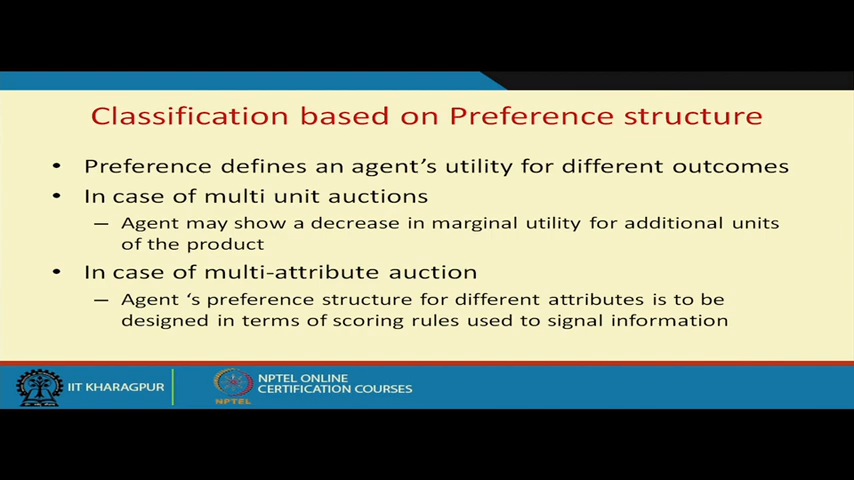 Classification based on Preference structure
• Preference defines an agent's utility for different outcomes
• In case of multi unit auctions
– Agent may show a decrease in marginal utility for additional units
of the product
• In case of multi-attribute auction
– Agent 's preference structure for different attributes is to be
designed in terms of scoring rules used to signal information
IIT KHARAGPUR
NPTEL
NPTEL ONLINE
CERTIFICATION COURSES